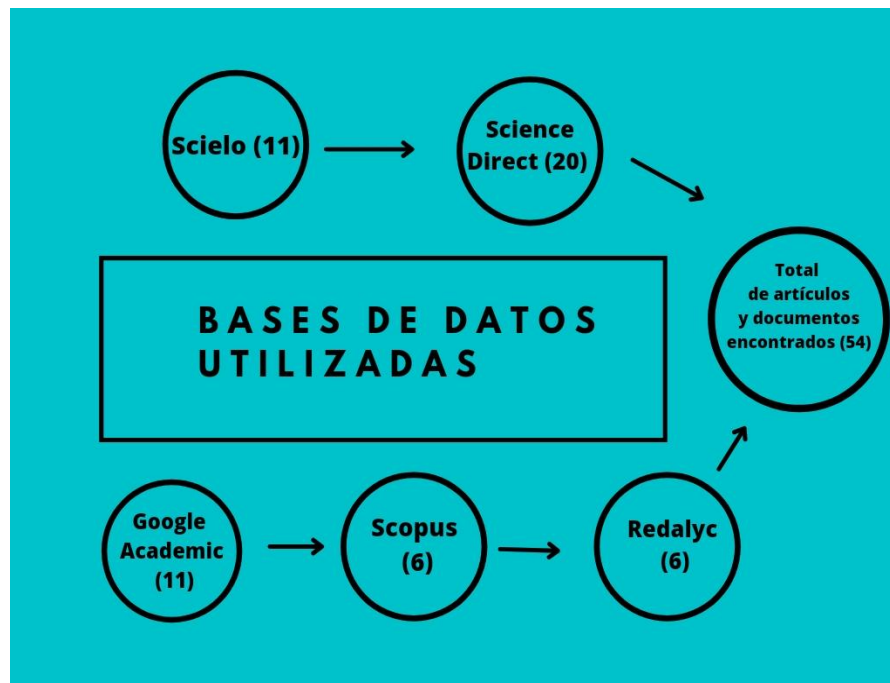 Scielo (11)
Science
Direct (20)
Total
de artículos
y documentos
encontrados (54)
BASES DE DATOS
UTILIZADAS
Google
Academic
(11)
Scopus
(6)
Redalyc
(6)